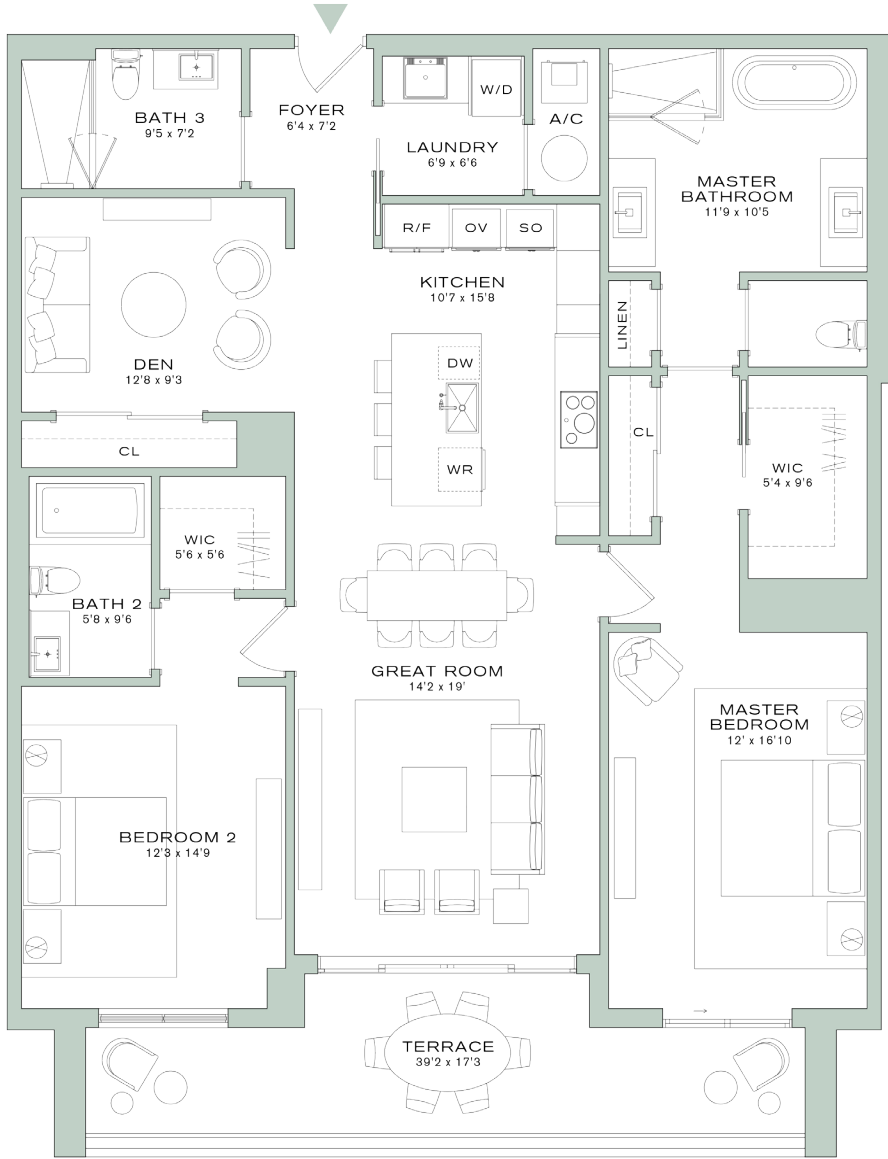 BATH 3
9'5 x 7'2
FOYER
6'4 x 7'2
W/D
LAUNDRY
6'9 x 6'6
A/C
MASTER
BATHROOM
11'9 x 10'5
R/F
OV
SO
KITCHEN
10'7 x 15'8
LINEN
DEN
12'8 x 9'3
DW
CL
CL
WR
WIC
5'4 x 9'6
WIC
5'6 x 5'6
BATH 2
5'8 x 9'6
GREAT ROOM
14'2 x 19'
MASTER
BEDROOM
12' x 16'10
BEDROOM 2
12'3 x 14'9
TERRACE
39'2 x 17'3